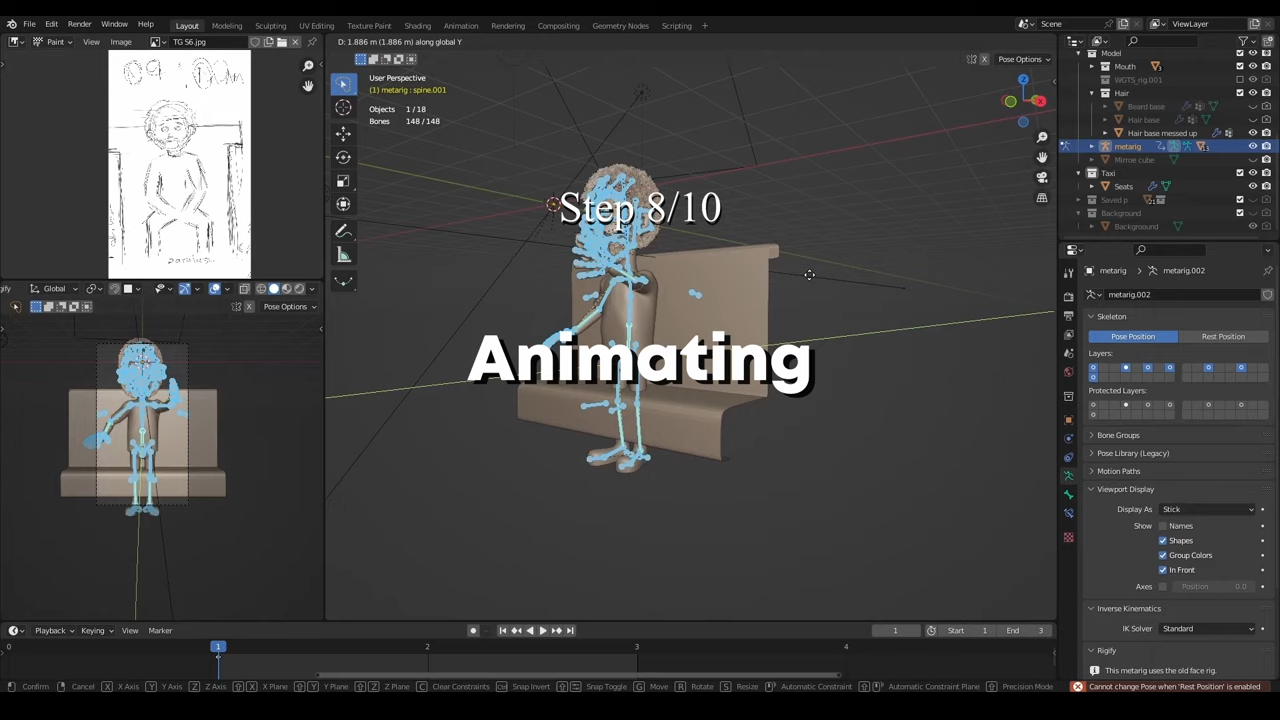 File Edit Render Window Help Layout Modeling Sculpting UV Editing Texture Paint Shading Animation Rendering Compositing Geometry Nodes Scripting + Scene ViewLayer
Paint View Image TG S6.jpg
D: 1.886 m (1.886 m) along global Y
Pose Options
User Perspective
(1) metarig : spine.001
Objects 1 / 18
Bones 148 / 148
Step 8/10
Animating
Global
Pose Options
Model
Mouth
WGTS_rig.001
Hair
Beard base
Hair base
Hair base messed up
metarig
Mirroe cube
Taxi
Seats
Saved p
Background
Background
metarig metarig.002
metarig.002
Skeleton
Pose Position Rest Position
Layers:
Protected Layers:
Bone Groups
Pose Library (Legacy)
Motion Paths
Viewport Display
Display As Stick
Show Names
Shapes
Group Colors
In Front
Axes Position 0.0
Inverse Kinematics
IK Solver Standard
Rigify
This metarig uses the old face rig.
Playback Keying View Marker
1 Start 1 End 3
0 1 2 3 4
Confirm Cancel X X Axis Y Y Axis Z Z Axis X X Plane Y Y Plane Z Z Plane C Clear Constraints Snap Invert Snap Toggle G Move R Rotate S Resize Automatic Constraint Automatic Constraint Plane Precision Mode
Cannot change Pose when 'Rest Position' is enabled